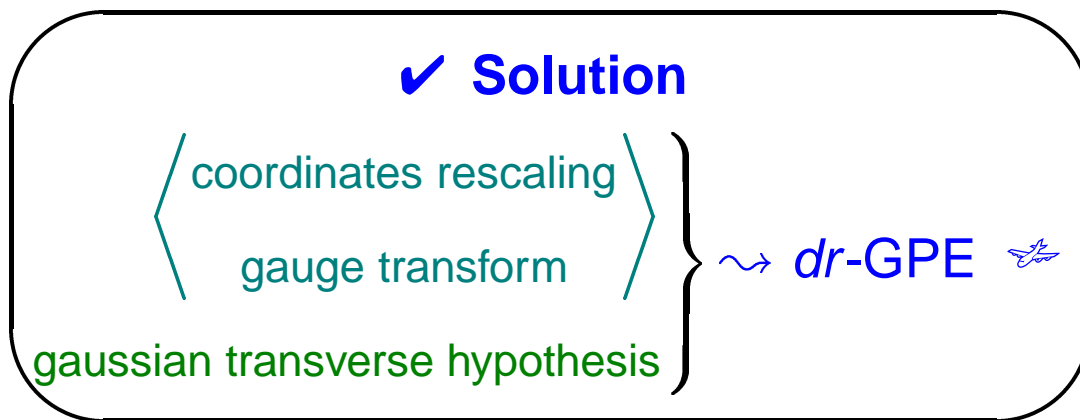 ✔ Solution
coordinates rescaling
gauge transform
⇝ dr-GPE ✈
gaussian transverse hypothesis